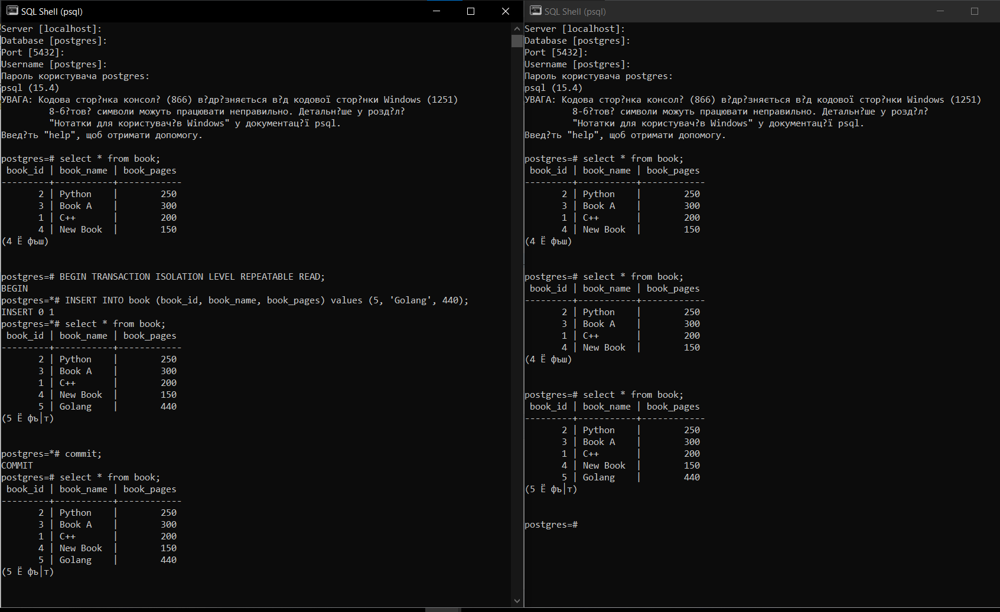 SQL Shell (psql)
Server [localhost]:
Database [postgres]:
Port [5432]:
Username [postgres]:
Пароль користувача postgres:
psql (15.4)
УВАГА: Кодова стор?нка консол? (866) в?др?зняється в?д кодової стор?нки Windows (1251)
        8-б?тов? символи можуть працювати неправильно. Детальн?ше у розд?л?
        "Нотатки для користувач?в Windows" у документац?ї psql.
Введ?ть "help", щоб отримати допомогу.
postgres=# select * from book;
 book_id | book_name | book_pages
---------+-----------+------------
       2 | Python    |        250
       3 | Book A    |        300
       1 | C++       |        200
       4 | New Book  |        150
(4 Ё фъш)
postgres=# BEGIN TRANSACTION ISOLATION LEVEL REPEATABLE READ;
BEGIN
postgres=*# INSERT INTO book (book_id, book_name, book_pages) values (5, 'Golang', 440);
INSERT 0 1
postgres=*# select * from book;
 book_id | book_name | book_pages
---------+-----------+------------
       2 | Python    |        250
       3 | Book A    |        300
       1 | C++       |        200
       4 | New Book  |        150
       5 | Golang    |        440
(5 Ё фъ│т)
postgres=*# commit;
COMMIT
postgres=# select * from book;
 book_id | book_name | book_pages
---------+-----------+------------
       2 | Python    |        250
       3 | Book A    |        300
       1 | C++       |        200
       4 | New Book  |        150
       5 | Golang    |        440
(5 Ё фъ│т)
SQL Shell (psql)
Server [localhost]:
Database [postgres]:
Port [5432]:
Username [postgres]:
Пароль користувача postgres:
psql (15.4)
УВАГА: Кодова стор?нка консол? (866) в?др?зняється в?д кодової стор?нки Windows (1251)
        8-б?тов? символи можуть працювати неправильно. Детальн?ше у розд?л?
        "Нотатки для користувач?в Windows" у документац?ї psql.
Введ?ть "help", щоб отримати допомогу.
postgres=# select * from book;
 book_id | book_name | book_pages
---------+-----------+------------
       2 | Python    |        250
       3 | Book A    |        300
       1 | C++       |        200
       4 | New Book  |        150
(4 Ё фъш)
postgres=# select * from book;
 book_id | book_name | book_pages
---------+-----------+------------
       2 | Python    |        250
       3 | Book A    |        300
       1 | C++       |        200
       4 | New Book  |        150
(4 Ё фъш)
postgres=# select * from book;
 book_id | book_name | book_pages
---------+-----------+------------
       2 | Python    |        250
       3 | Book A    |        300
       1 | C++       |        200
       4 | New Book  |        150
       5 | Golang    |        440
(5 Ё фъ│т)
postgres=#